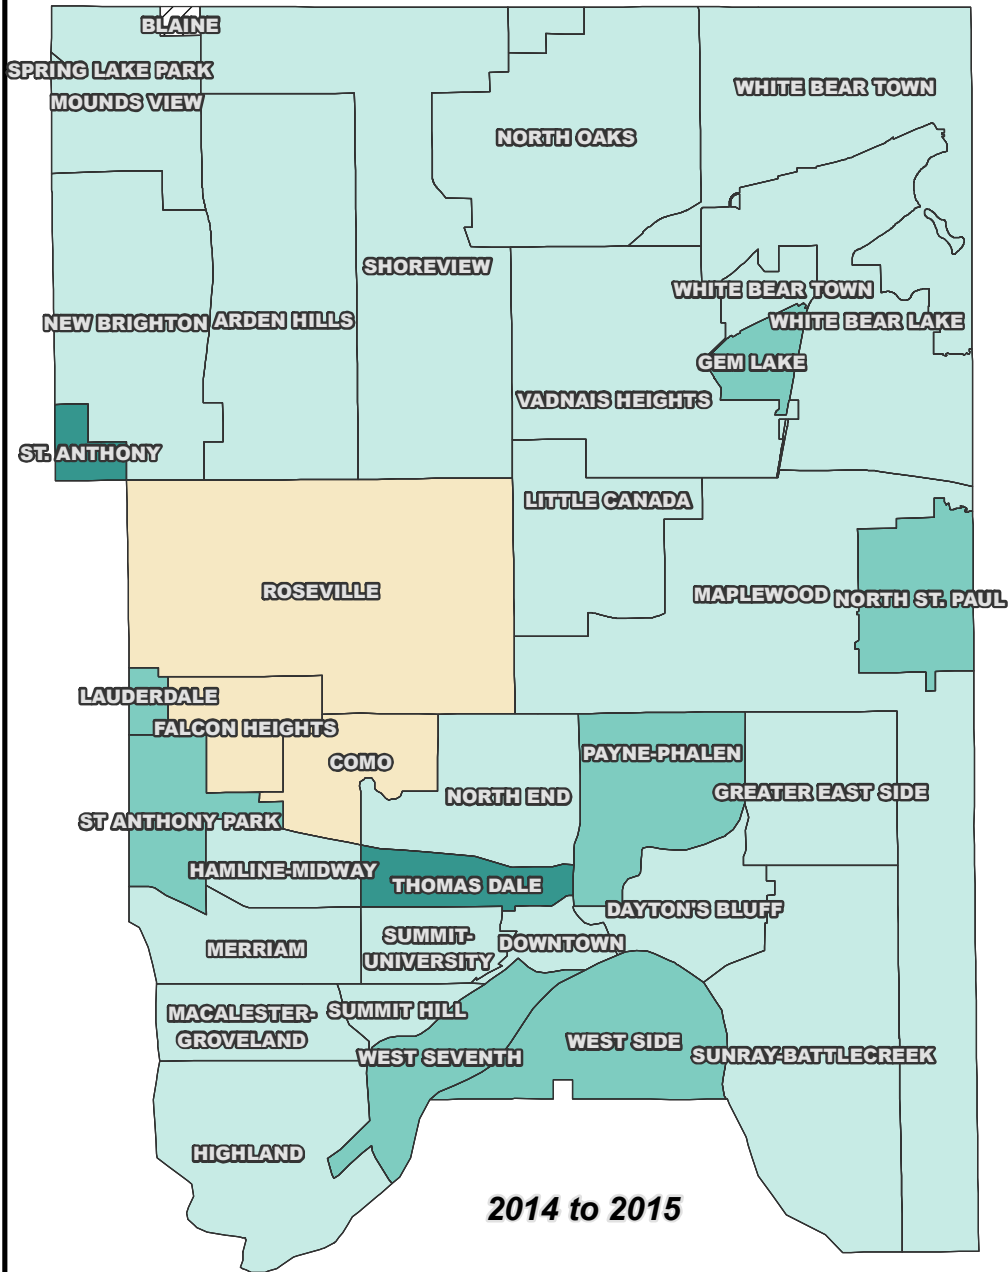 BLAINE
SPRING LAKE PARK
MOUNDS VIEW
WHITE BEAR TOWN
NORTH OAKS
SHOREVIEW
WHITE BEAR TOWN
NEW BRIGHTON
ARDEN HILLS
WHITE BEAR LAKE
GEM LAKE
VADNAIS HEIGHTS
ST. ANTHONY
LITTLE CANADA
ROSEVILLE
MAPLEWOOD
NORTH ST. PAUL
LAUDERDALE
FALCON HEIGHTS
COMO
PAYNE-PHALEN
NORTH END
GREATER EAST SIDE
ST ANTHONY PARK
HAMLINE-MIDWAY
THOMAS DALE
DAYTON'S BLUFF
MERRIAM
SUMMIT-
UNIVERSITY
DOWNTOWN
MACALESTER-
GROVELAND
SUMMIT HILL
WEST SEVENTH
WEST SIDE
SUNRAY-BATTLECREEK
HIGHLAND
2014 to 2015